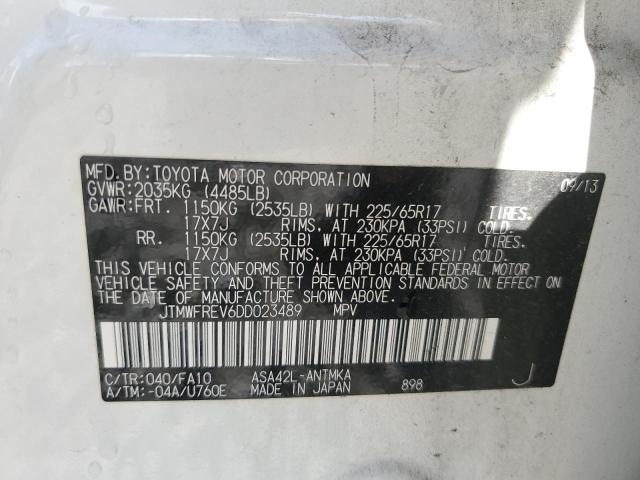 MFD. BY: TOYOTA MOTOR CORPORATION 09/13
GVWR: 2035KG (4485LB)
GAWR: FRT. 1150KG (2535LB) WITH 225/65R17 TIRES.
17X7J RIMS. AT 230KPA (33PSI) COLD.
RR. 1150KG (2535LB) WITH 225/65R17 TIRES.
17X7J RIMS. AT 230KPA (33PSI) COLD.
THIS VEHICLE CONFORMS TO ALL APPLICABLE FEDERAL MOTOR
VEHICLE SAFETY AND THEFT PREVENTION STANDARDS IN EFFECT ON
THE DATE OF MANUFACTURE SHOWN ABOVE.
JTMWFREV6DD023489 MPV
C/TR: 040/FA10 ASA42L-ANTMKA
A/TM: -04A/U760E MADE IN JAPAN 898 J